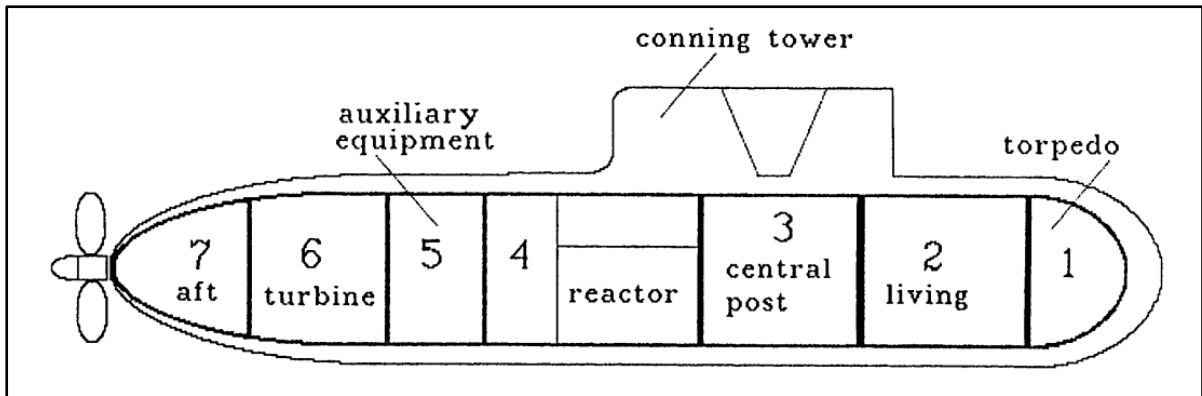 conning tower
auxiliary
equipment
torpedo
7
aft
6
turbine
5
4
reactor
3
central
post
2
living
1